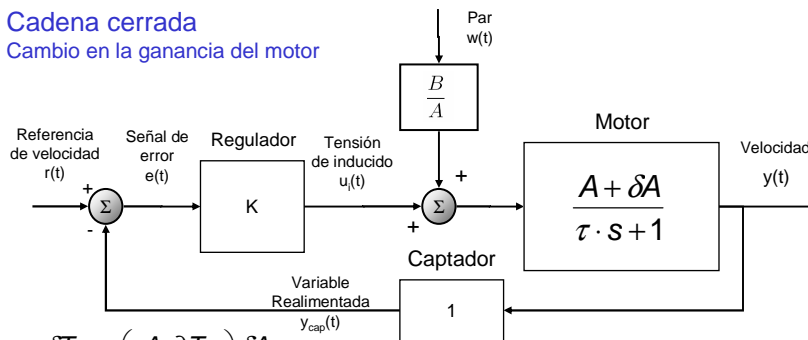 Cadena cerrada
Cambio en la ganancia del motor
Par
w(t)
B
A
Referencia
de velocidad
r(t)
Señal de
error
e(t)
Regulador
K
Tensión
de inducido
u_i(t)
Motor
A + δA
τ · s + 1
Velocidad
y(t)
+
-
Σ
+
+
Σ
Captador
1
Variable
Realimentada
y_cap(t)